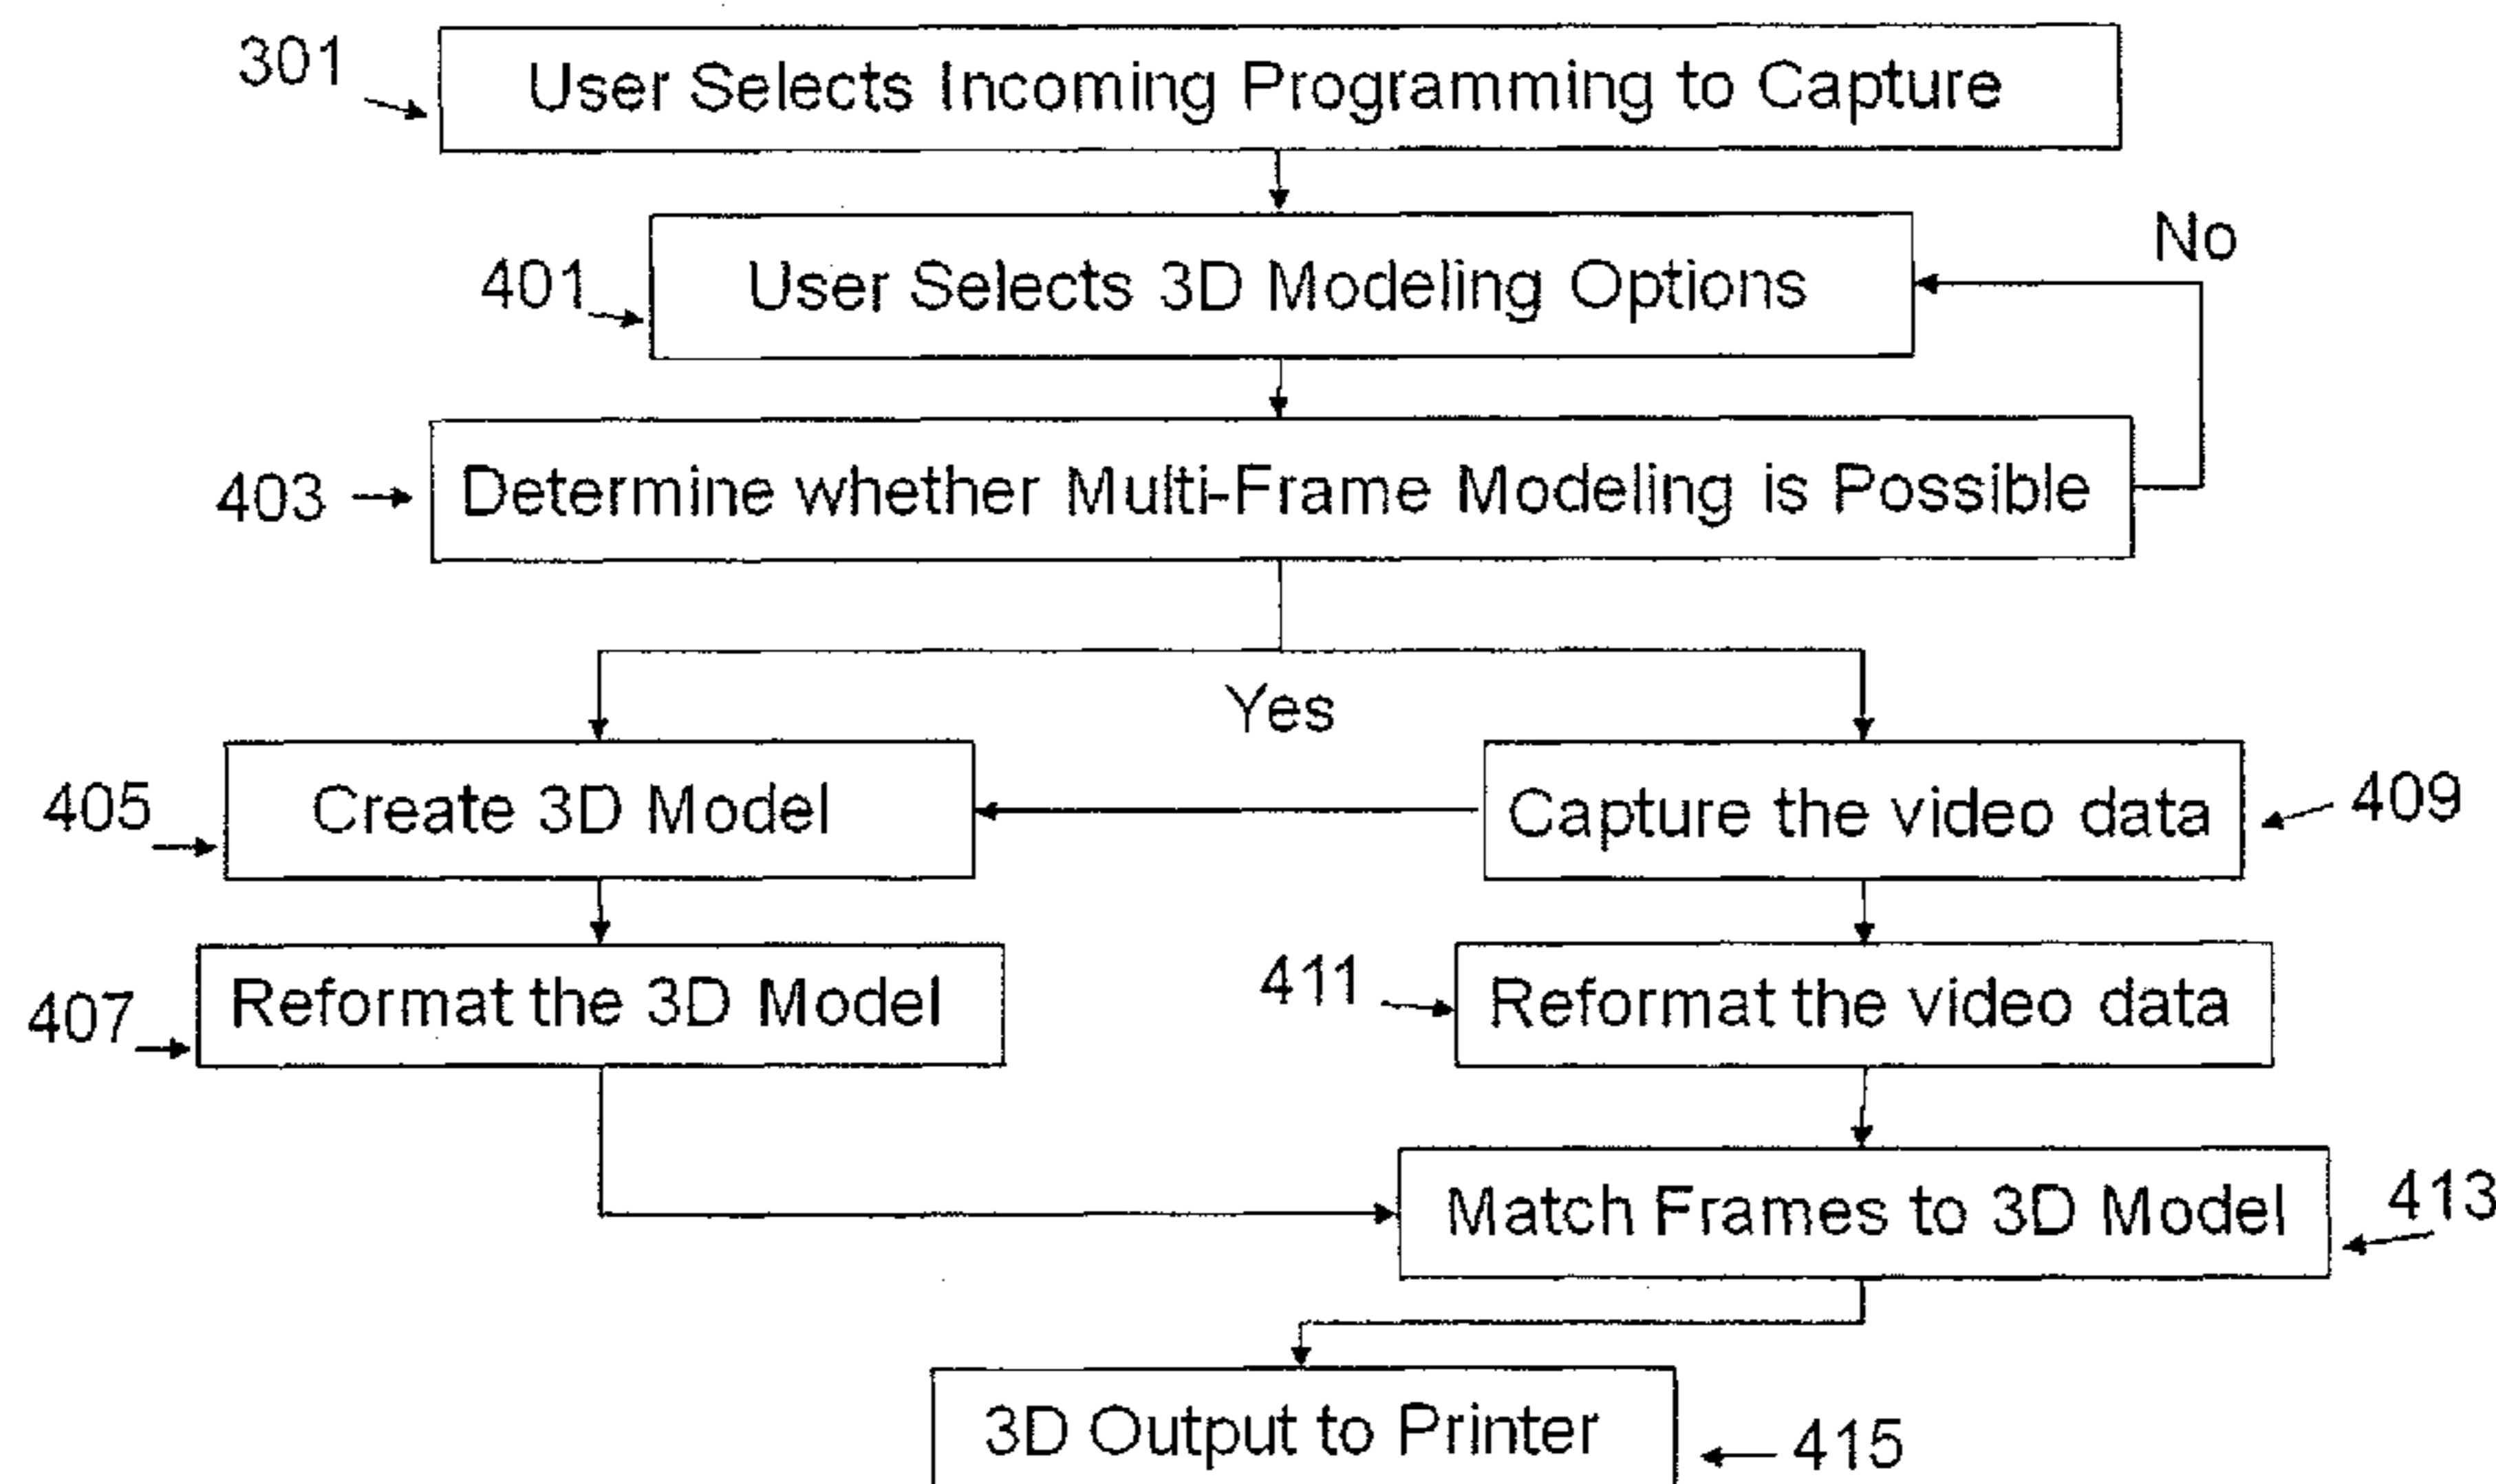 301
User Selects Incoming Programming to Capture
401
User Selects 3D Modeling Options
No
403
Determine whether Multi-Frame Modeling is Possible
Yes
405
Create 3D Model
Capture the video data
409
407
Reformat the 3D Model
411
Reformat the video data
Match Frames to 3D Model
413
3D Output to Printer
415